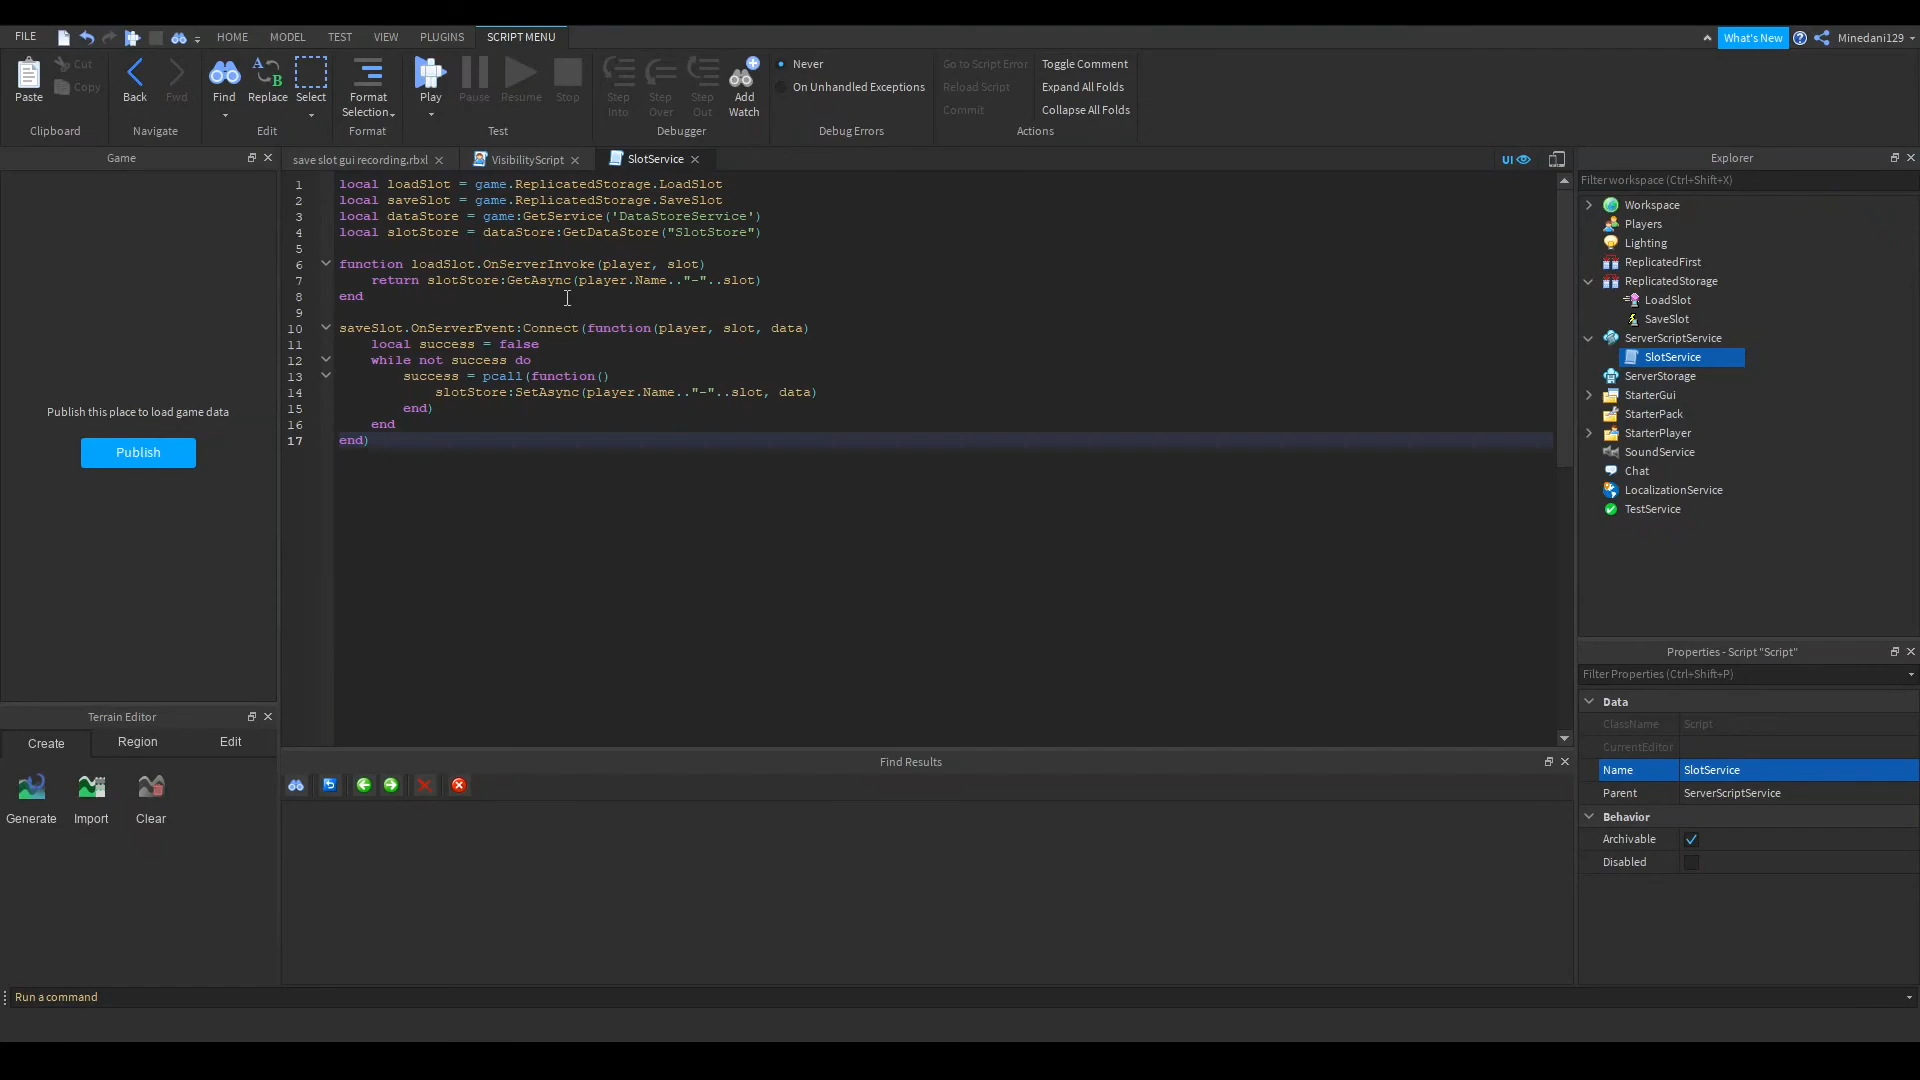 FILE HOME MODEL TEST VIEW PLUGINS SCRIPT MENU What's New Minedani129
Paste Cut Copy Back Fwd Find Replace Select Format Selection Play Pause Resume Stop Step Into Step Over Step Out Add Watch
Never
On Unhandled Exceptions
Go to Script Error
Reload Script
Commit
Toggle Comment
Expand All Folds
Collapse All Folds
Clipboard Navigate Edit Format Test Debugger Debug Errors Actions
Game
Publish this place to load game data
Publish
Terrain Editor
Create Region Edit
Generate Import Clear
save slot gui recording.rbxl VisibilityScript SlotService UI
1 local loadSlot = game.ReplicatedStorage.LoadSlot
2 local saveSlot = game.ReplicatedStorage.SaveSlot
3 local dataStore = game:GetService('DataStoreService')
4 local slotStore = dataStore:GetDataStore("SlotStore")
5
6 function loadSlot.OnServerInvoke(player, slot)
7 return slotStore:GetAsync(player.Name.."-"..slot)
8 end
9
10 saveSlot.OnServerEvent:Connect(function(player, slot, data)
11 local success = false
12 while not success do
13 success = pcall(function()
14 slotStore:SetAsync(player.Name.."-"..slot, data)
15 end)
16 end
17 end)
Find Results
Explorer
Filter workspace (Ctrl+Shift+X)
Workspace
Players
Lighting
ReplicatedFirst
ReplicatedStorage
LoadSlot
SaveSlot
ServerScriptService
SlotService
ServerStorage
StarterGui
StarterPack
StarterPlayer
SoundService
Chat
LocalizationService
TestService
Properties - Script "Script"
Filter Properties (Ctrl+Shift+P)
Data
ClassName Script
CurrentEditor
Name SlotService
Parent ServerScriptService
Behavior
Archivable
Disabled
Run a command